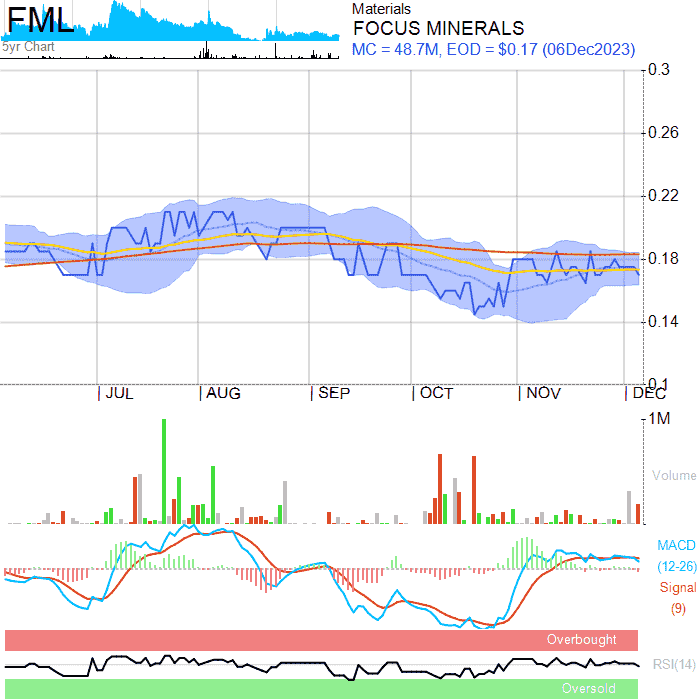 FML
5yr Chart
Materials
FOCUS MINERALS
MC = 48.7M, EOD = $0.17 (06Dec2023)
0.3
0.26
0.22
0.18
0.14
0.1
JUL AUG SEP OCT NOV DEC
1M
Volume
MACD
(12-26)
Signal
(9)
Overbought
RSI(14)
Oversold